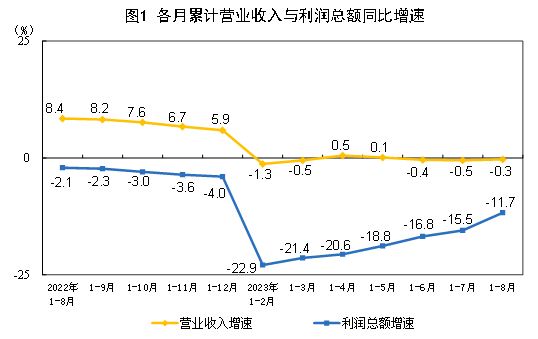 图1 各月累计营业收入与利润总额同比增速
(%)
25
8.4 8.2 7.6 6.7 5.9 -1.3 -0.5 0.5 0.1 -0.4 -0.5 -0.3
0
-2.1 -2.3 -3.0 -3.6 -4.0 -22.9 -21.4 -20.6 -18.8 -16.8 -15.5 -11.7
-25
2022年 1-9月 1-10月 1-11月 1-12月 2023年 1-3月 1-4月 1-5月 1-6月 1-7月 1-8月
1-8月 1-2月
营业收入增速 利润总额增速